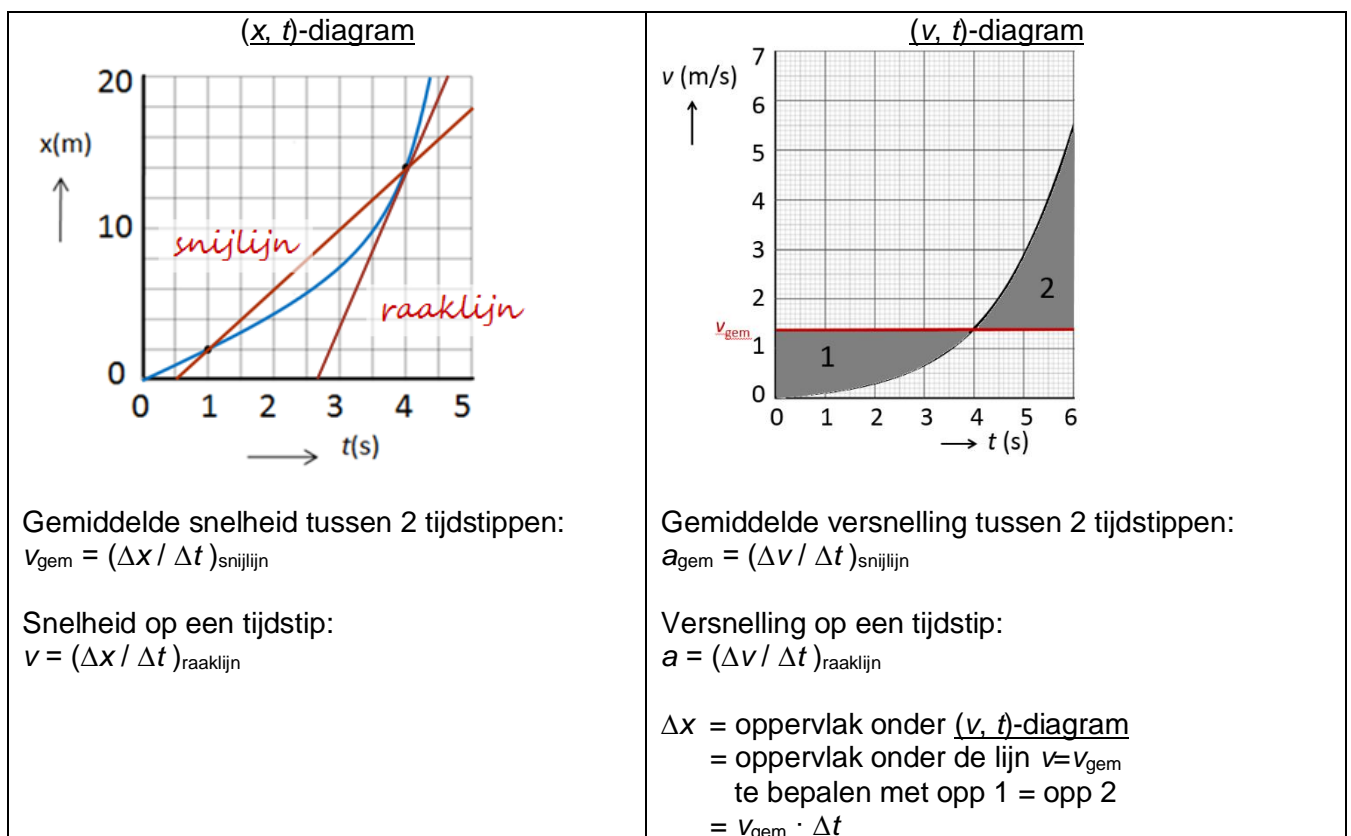 (x, t)-diagram
20
x(m)
10
0
0 1 2 3 4 5
t(s)
snijlijn
raaklijn
Gemiddelde snelheid tussen 2 tijdstippen:
vgem = (Δx / Δt )snijlijn
Snelheid op een tijdstip:
v = (Δx / Δt )raaklijn
(v, t)-diagram
v (m/s)
7
6
5
4
3
2
vgem
1
0
0 1 2 3 4 5 6
t (s)
1
2
Gemiddelde versnelling tussen 2 tijdstippen:
agem = (Δv / Δt )snijlijn
Versnelling op een tijdstip:
a = (Δv / Δt )raaklijn
Δx = oppervlak onder (v, t)-diagram
= oppervlak onder de lijn v=vgem
te bepalen met opp 1 = opp 2
= vgem · Δt